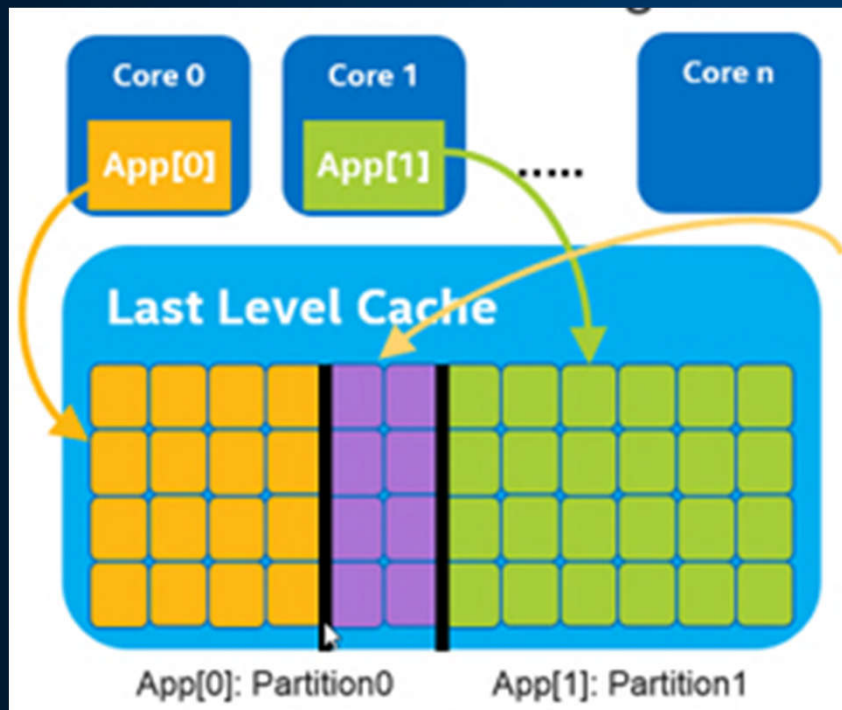 Core 0
Core 1
Core n
App[0]
App[1]
.....
Last Level Cache
App[0]: Partition0
App[1]: Partition1